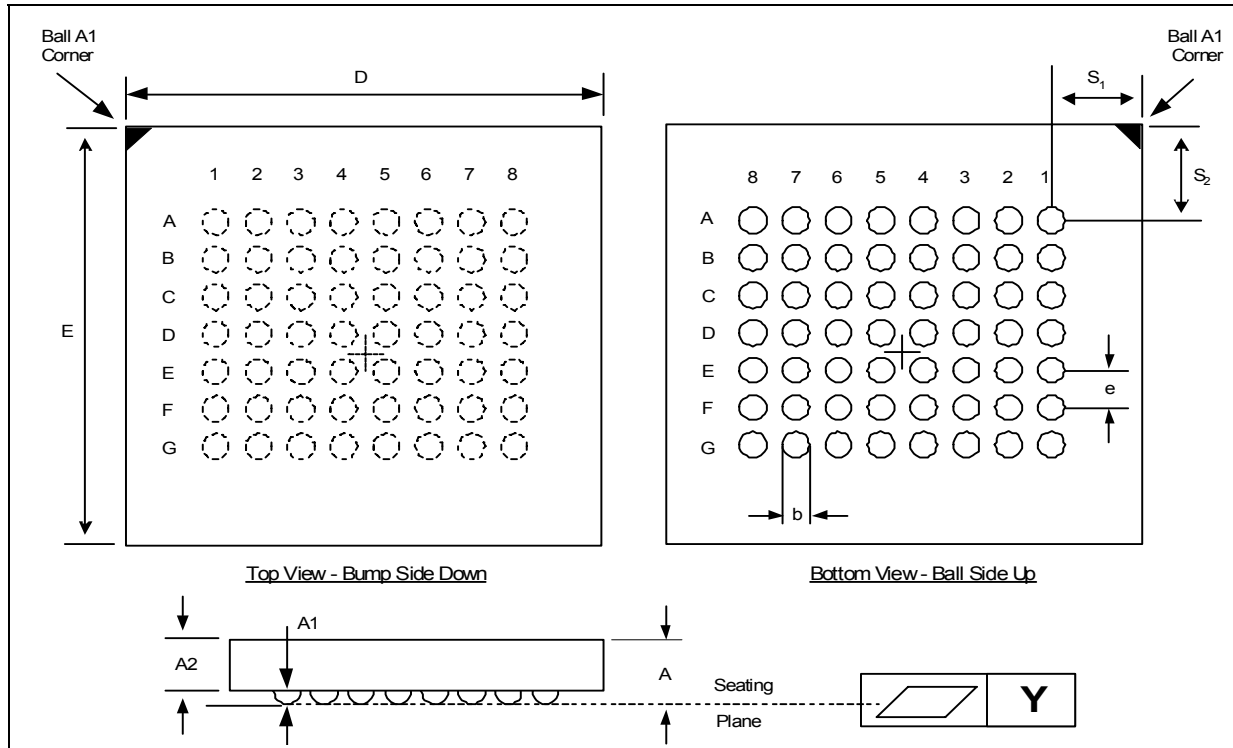 Ball A1
Corner
D
E
1 2 3 4 5 6 7 8
A
B
C
D
E
F
G
Top View - Bump Side Down
Ball A1
Corner
S1
S2
8 7 6 5 4 3 2 1
A
B
C
D
E
F
G
e
b
Bottom View - Ball Side Up
A1
A2
A
Seating
Plane
Y